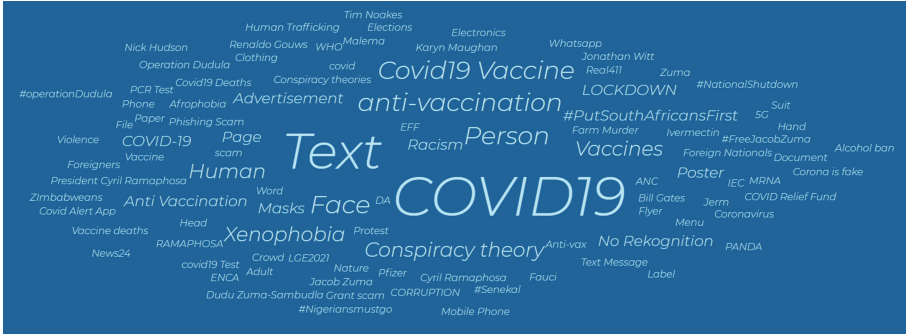 Tim Noakes
Human Trafficking Elections
Electronics
Nick Hudson Renaldo Gouws WHO Malema Karyn Maughan Whatsapp
Clothing Jonathan Witt
Operation Dudula covid Covid19 Vaccine Real411 Zuma
Covid19 Deaths Conspiracy theories LOCKDOWN #NationalShutdown
#operationDudula PCR Test Advertisement anti-vaccination
Phone Afrophobia Suit
File Paper Phishing Scam #PutSouthAfricansFirst 5G
EFF Person Farm Murder Ivermectin Hand
Violence COVID-19 Page Text Racism Vaccines #FreeJacobZuma Alcohol ban
Vaccine scam Foreign Nationals Document
Foreigners Human Poster Corona is fake
President Cyril Ramaphosa COVID19 ANC IEC MRNA
ZImbabweans Word Bill Gates Jerm COVID Relief Fund
Covid Alert App Anti Vaccination Masks Face DA Flyer Coronavirus
Head Menu
Vaccine deaths Xenophobia Protest
RAMAPHOSA Conspiracy theory Anti-vax No Rekognition PANDA
News24 Crowd LGE2021
covid19 Test Nature Text Message
ENCA Adult Pfizer Cyril Ramaphosa Fauci Label
Jacob Zuma #Senekal
Dudu Zuma-Sambudla Grant scam CORRUPTION
#Nigeriansmustgo Mobile Phone